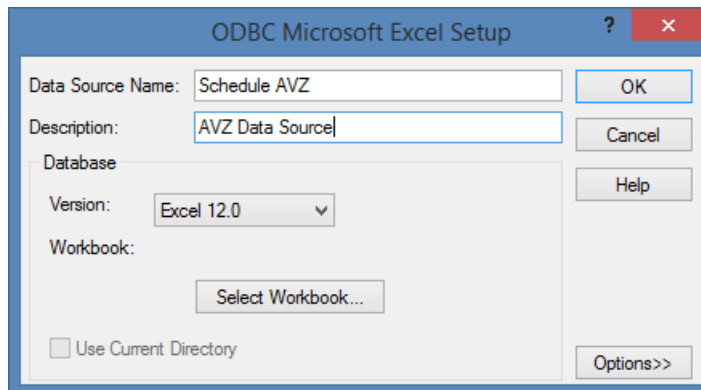 ODBC Microsoft Excel Setup
? ×
Data Source Name: Schedule AVZ
OK
Description: AVZ Data Source
Cancel
Database
Help
Version: Excel 12.0
Workbook:
Select Workbook...
Use Current Directory
Options>>